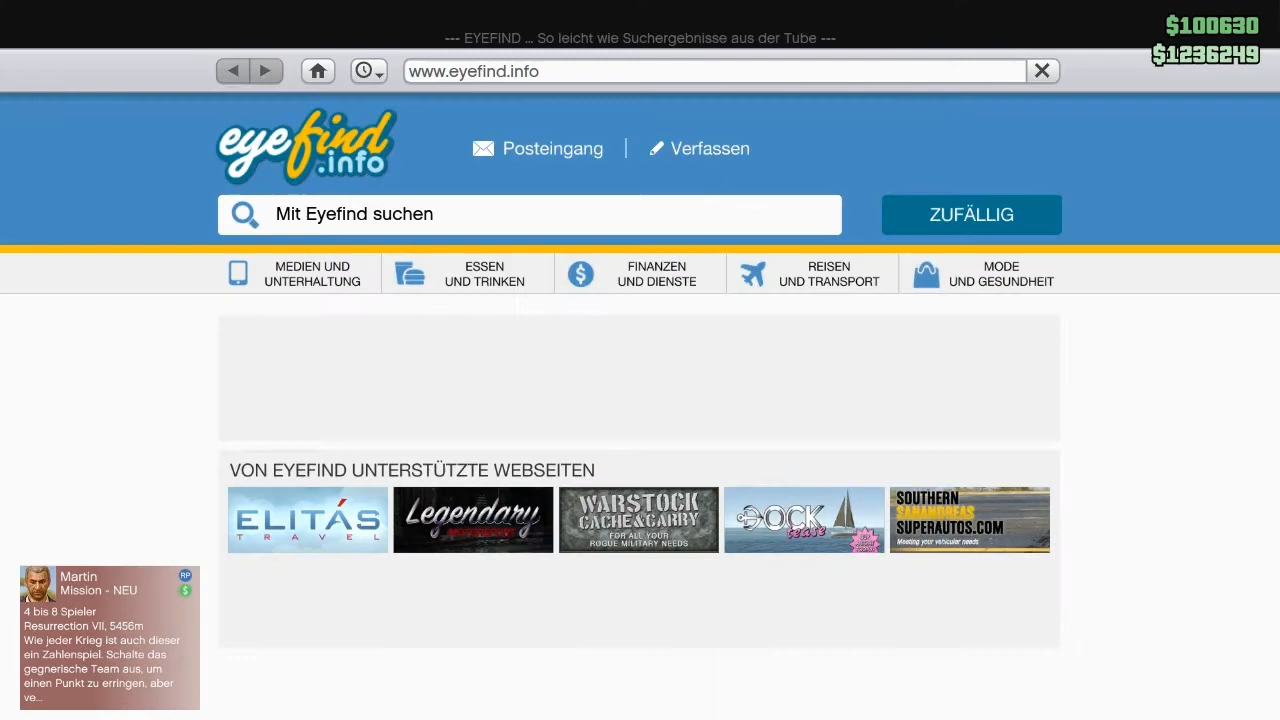 $100630
--- EYEFIND ... So leicht wie Suchergebnisse aus der Tube ---
$1236249
www.eyefind.info
eyefind
.info
Posteingang
Verfassen
Mit Eyefind suchen
ZUFÄLLIG
MEDIEN UND
UNTERHALTUNG
ESSEN
UND TRINKEN
FINANZEN
UND DIENSTE
REISEN
UND TRANSPORT
MODE
UND GESUNDHEIT
VON EYEFIND UNTERSTÜTZTE WEBSEITEN
ELITÁS
TRAVEL
Legendary
MOTORSPORT
WARSTOCK
CACHE&CARRY
FOR ALL YOUR
ROGUE MILITARY NEEDS
DOCK
tease
SOUTHERN
SANANDREAS
SUPERAUTOS.COM
Meeting your vehicular needs
Martin
RP
Mission - NEU
$
4 bis 8 Spieler
Resurrection VII, 5456m
Wie jeder Krieg ist auch dieser
ein Zahlenspiel. Schalte das
gegnerische Team aus, um
einen Punkt zu erringen, aber
ve...